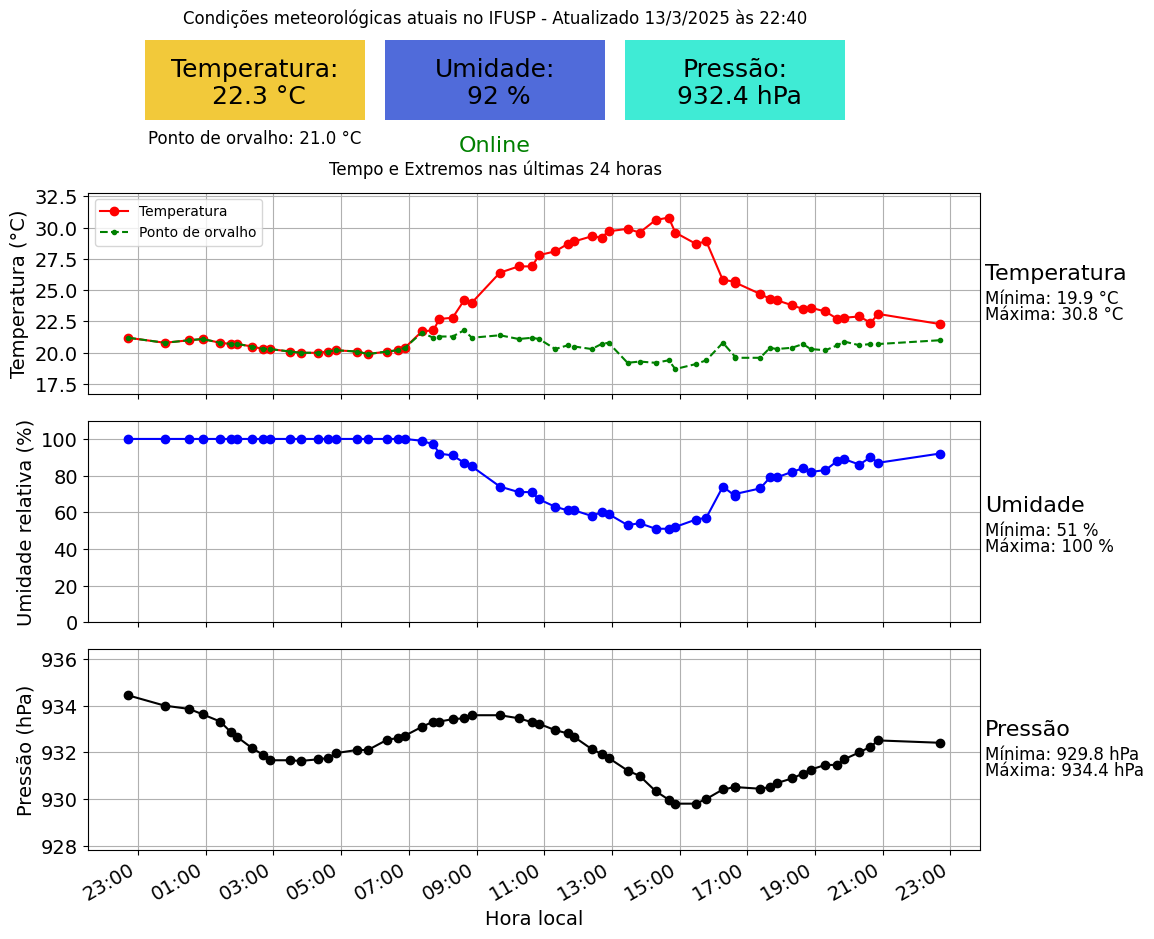 Condições meteorológicas atuais no IFUSP - Atualizado 13/3/2025 às 22:40
Temperatura:
22.3 °C
Umidade:
92 %
Pressão:
932.4 hPa
Ponto de orvalho: 21.0 °C
Online
Tempo e Extremos nas últimas 24 horas
Temperatura (°C)
32.5
30.0
27.5
25.0
22.5
20.0
17.5
Temperatura
Ponto de orvalho
Temperatura
Mínima: 19.9 °C
Máxima: 30.8 °C
Umidade relativa (%)
100
80
60
40
20
0
Umidade
Mínima: 51 %
Máxima: 100 %
Pressão (hPa)
936
934
932
930
928
Pressão
Mínima: 929.8 hPa
Máxima: 934.4 hPa
23:00 01:00 03:00 05:00 07:00 09:00 11:00 13:00 15:00 17:00 19:00 21:00 23:00
Hora local